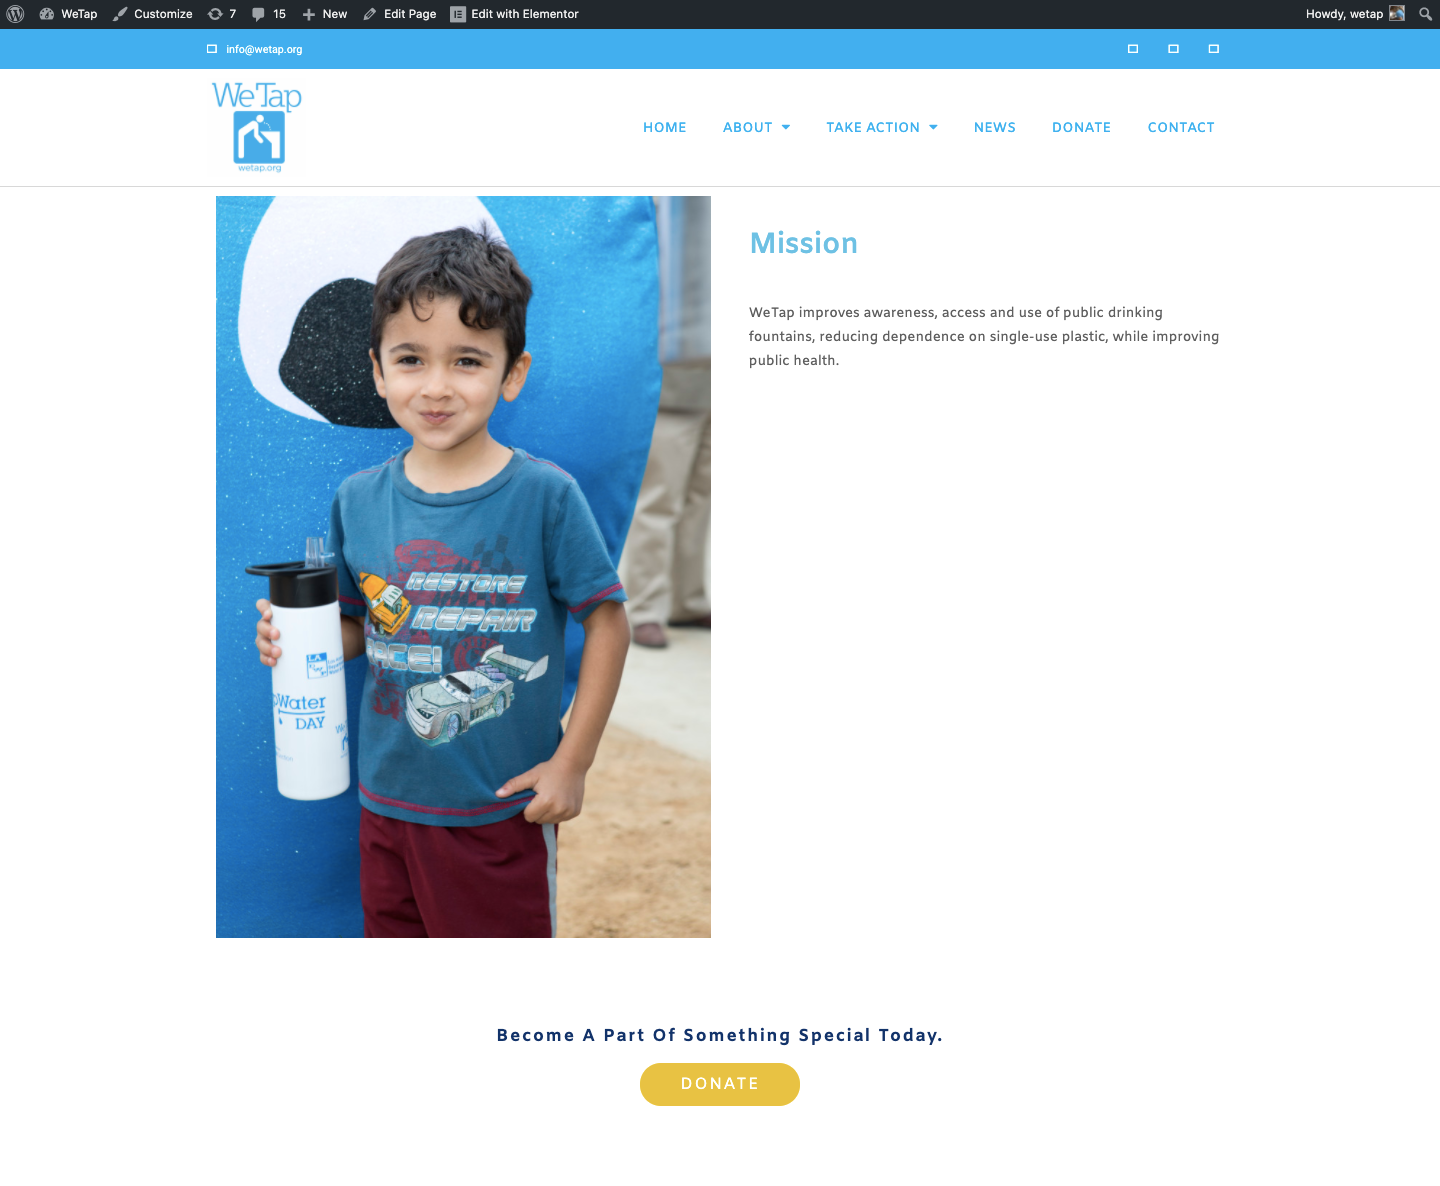 WeTap
Customize
7
15
New
Edit Page
Edit with Elementor
Howdy, wetap
info@wetap.org
WeTap
wetap.org
HOME
ABOUT
TAKE ACTION
NEWS
DONATE
CONTACT
Mission
WeTap improves awareness, access and use of public drinking
fountains, reducing dependence on single-use plastic, while improving
public health.
RESTORE
REPAIR
RACE!
LA
pWater
DAY
Become A Part Of Something Special Today.
DONATE